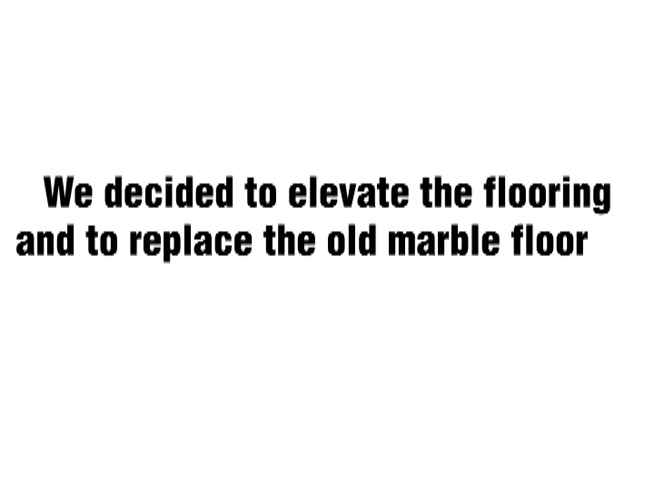 We decided to elevate the flooring
and to replace the old marble floor